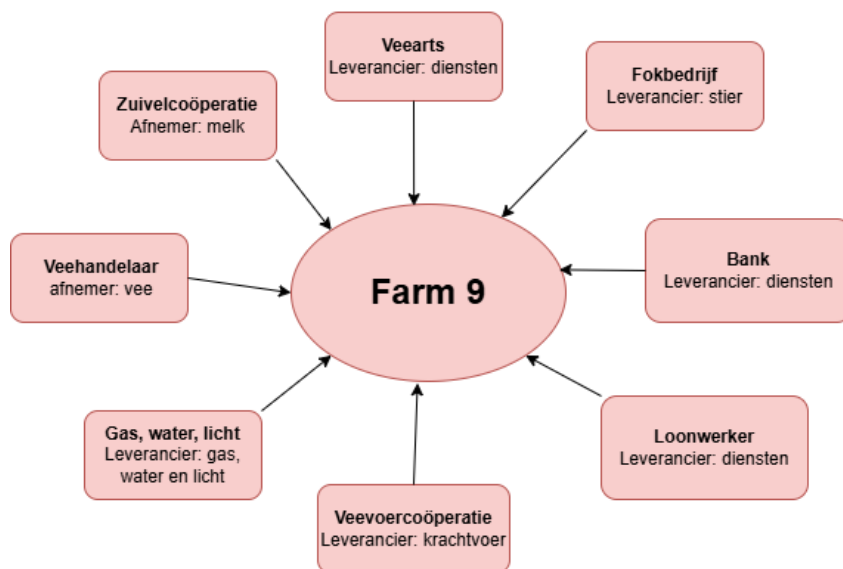 Veearts
Leverancier: diensten
Fokbedrijf
Leverancier: stier
Zuivelcoöperatie
Afnemer: melk
Veehandelaar
afnemer: vee
Farm 9
Bank
Leverancier: diensten
Gas, water, licht
Leverancier: gas,
water en licht
Loonwerker
Leverancier: diensten
Veevoercoöperatie
Leverancier: krachtvoer